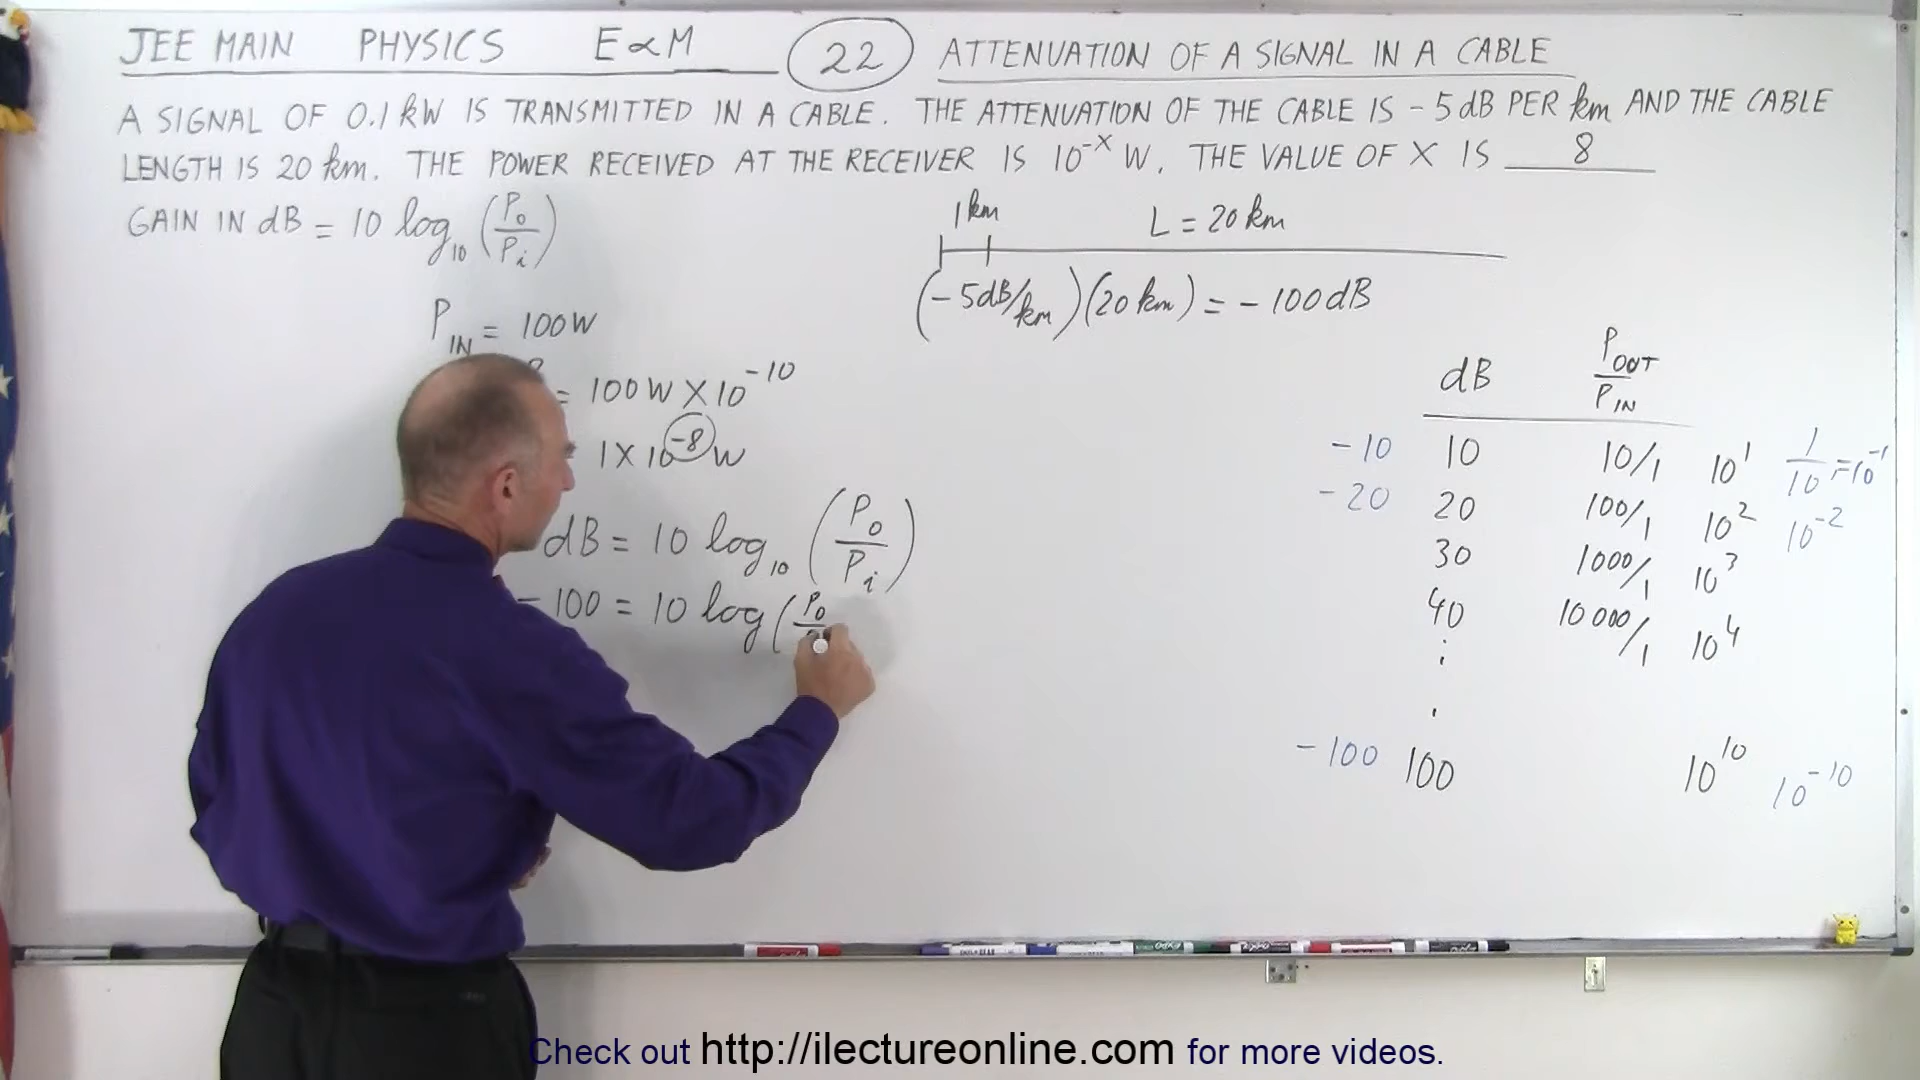 JEE MAIN PHYSICS E∝M 22 ATTENUATION OF A SIGNAL IN A CABLE
A SIGNAL OF 0.1 kW IS TRANSMITTED IN A CABLE. THE ATTENUATION OF THE CABLE IS -5 dB PER km AND THE CABLE
LENGTH IS 20 km. THE POWER RECEIVED AT THE RECEIVER IS 10^-x W. THE VALUE OF X IS 8
GAIN IN dB = 10 log₁₀ (Po/Pi)
1 km L = 20 km
(-5dB/km)(20 km) = -100 dB
P_IN = 100 W
= 100 W X 10^-10
1 X 10^-8 W
dB = 10 log₁₀ (Po/Pi)
-100 = 10 log (Po
dB P_OUT/P_IN
-10 10 10/1 10^1 1/10 = 10^-1
-20 20 100/1 10^2 10^-2
30 1000/1 10^3
40 10 000/1 10^4
.
.
.
-100 100 10^10 10^-10
Check out http://ilectureonline.com for more videos.